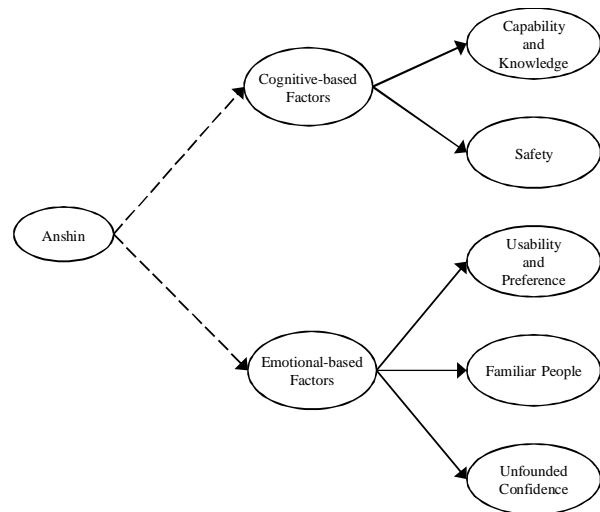 Capability
and
Knowledge
Cognitive-based
Factors
Safety
Anshin
Usability
and
Preference
Emotional-based
Factors
Familiar People
Unfounded
Confidence